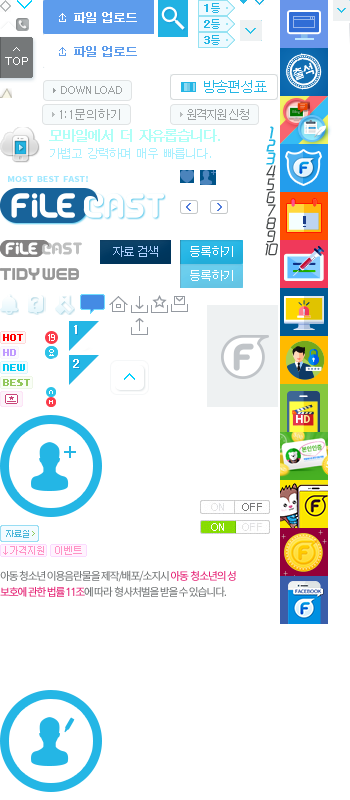 파일 업로드
1등
2등
3등
파일 업로드
TOP
DOWN LOAD
방송편성표
1:1문의하기
원격지원신청
모바일에서 더 자유롭습니다.
가볍고 강력하며 매우 빠릅니다.
1
2
3
4
5
6
7
8
9
10
출석
MOST BEST FAST!
FiLECAST
FiLECAST
TIDYWEB
자료 검색
등록하기
등록하기
HOT
19
1
HD
NEW
2
BEST
HD
본인인증
ON OFF
ON OFF
자료실
↓가격지원
이벤트
FACEBOOK
아동 청소년 이용음란물을 제작/배포/소지시 아동 청소년의 성
보호에 관한 법률 11조에 따라 형사처벌을 받을 수 있습니다.